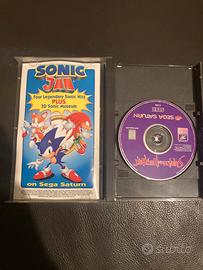 SONIC
JAM
Four Legendary Sonic Hits
PLUS
3D Sonic Museum
on Sega Saturn
SEGA SATURN
subito